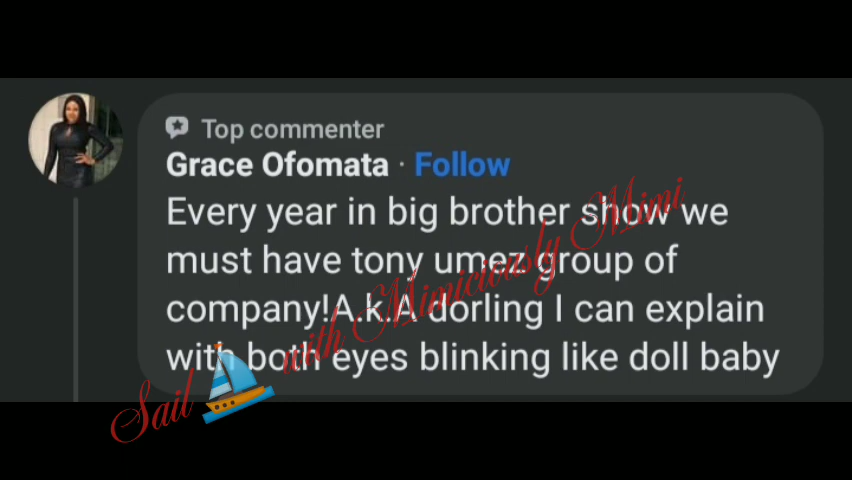 Top commenter
Grace Ofomata · Follow
Every year in big brother show we
must have tony umez group of
company!A.k.A dorling I can explain
with both eyes blinking like doll baby
Sail with Mimiciously Mimi